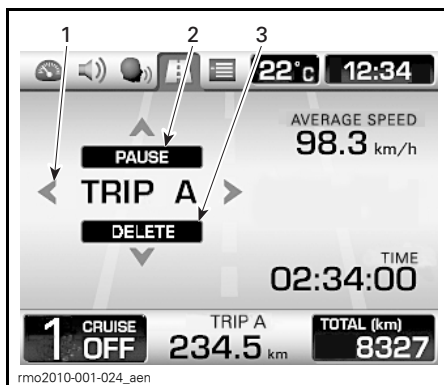 1 2 3
22°c 12:34
AVERAGE SPEED
98.3 km/h
PAUSE
TRIP A
DELETE
TIME
02:34:00
1 CRUISE OFF
TRIP A
234.5 km
TOTAL (km)
8327
rmo2010-001-024_aen